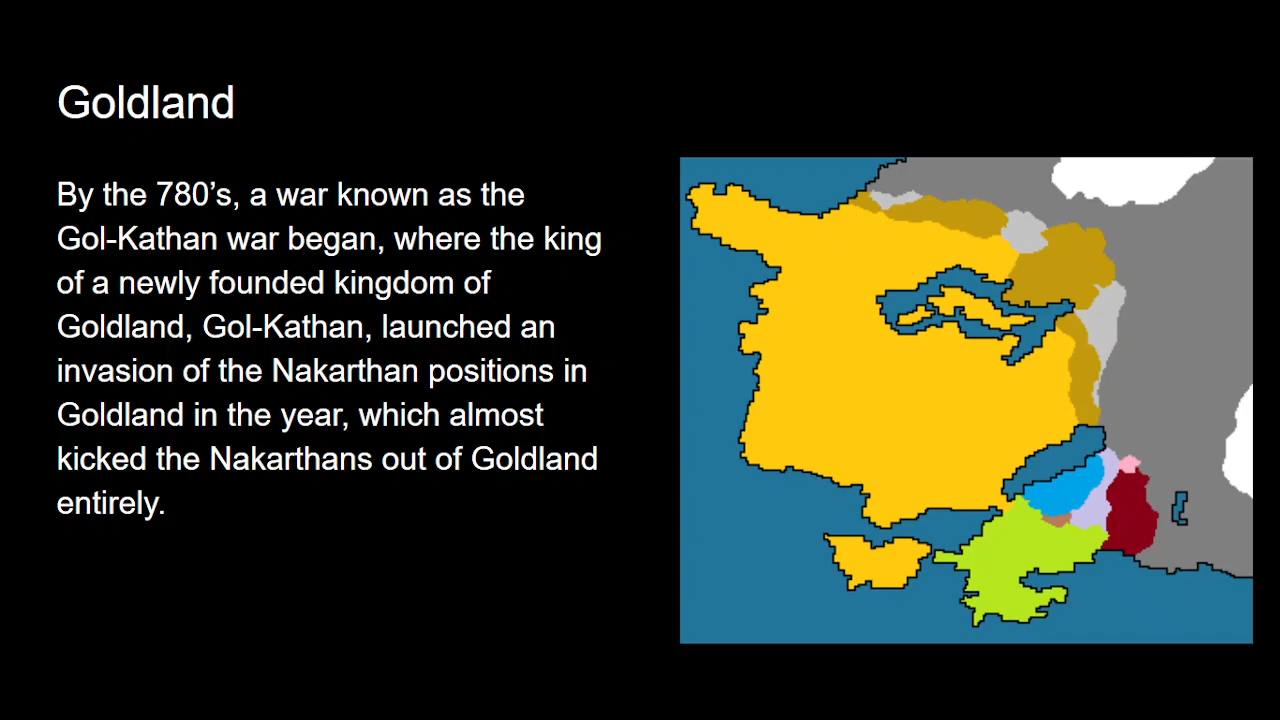 Goldland
By the 780’s, a war known as the
Gol-Kathan war began, where the king
of a newly founded kingdom of
Goldland, Gol-Kathan, launched an
invasion of the Nakarthan positions in
Goldland in the year, which almost
kicked the Nakarthans out of Goldland
entirely.